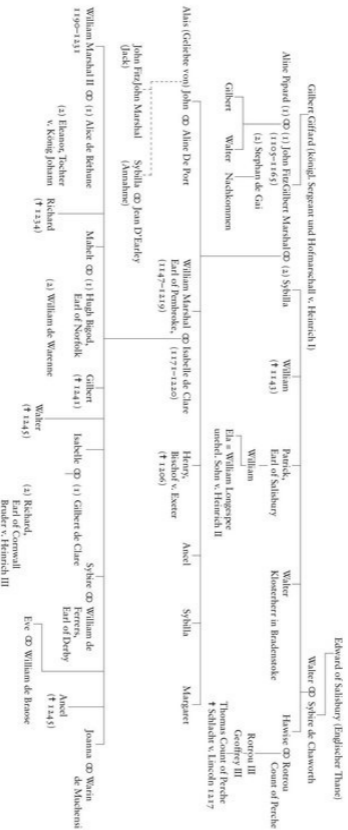 Gilbert Giffard (königl. Sergeant und Hofmarschall v. Heinrich I)
Edward of Salisbury (Englischer Thane)
Walter ⚭ Sybire de Chaworth
Aline Pipard (1) ⚭ (1) John FitzGilbert Marshal ⚭ (2) Sybilla
(1105–1165)
(2) Stephan de Gai
William
(† 1143)
Patrick,
Earl of Salisbury
Walter
Klosterherr in Bradenstoke
Hawise ⚭ Rotrou
Count of Perche
Gilbert
Walter
Nachkommen
William
Ela = William Longespee
unehel. Sohn v. Heinrich II
Rotrou III
Geoffrey III
Thomas Count of Perche
† Schlacht v. Lincoln 1217
Alais (Geliebte von) John ⚭ Aline De Port
William Marshal ⚭ Isabelle de Clare
(1147–1219)
Earl of Pembroke,
(1171–1220)
Henry,
Bischof v. Exeter
(† 1206)
Ancel
Sybilla
Margaret
John FitzJohn Marshal
(Jack)
Sybilla ⚭ Jean D'Earley
(Annahme)
William Marshal II ⚭ (1) Alice de Béthune
1190–1231
(2) Eleanor, Tochter
v. König Johann
Richard
(† 1234)
Mahelt ⚭ (1) Hugh Bigod,
Earl of Norfolk
(2) William de Warenne
Gilbert
(† 1241)
Walter
(† 1245)
Isabelle ⚭ (1) Gilbert de Clare
(2) Richard,
Earl of Cornwall
Bruder v. Heinrich III
Sybire ⚭ William de
Ferrers,
Earl of Derby
Eve ⚭ William de Braose
Ancel
(† 1245)
Joanna ⚭ Warin
de Munchensi